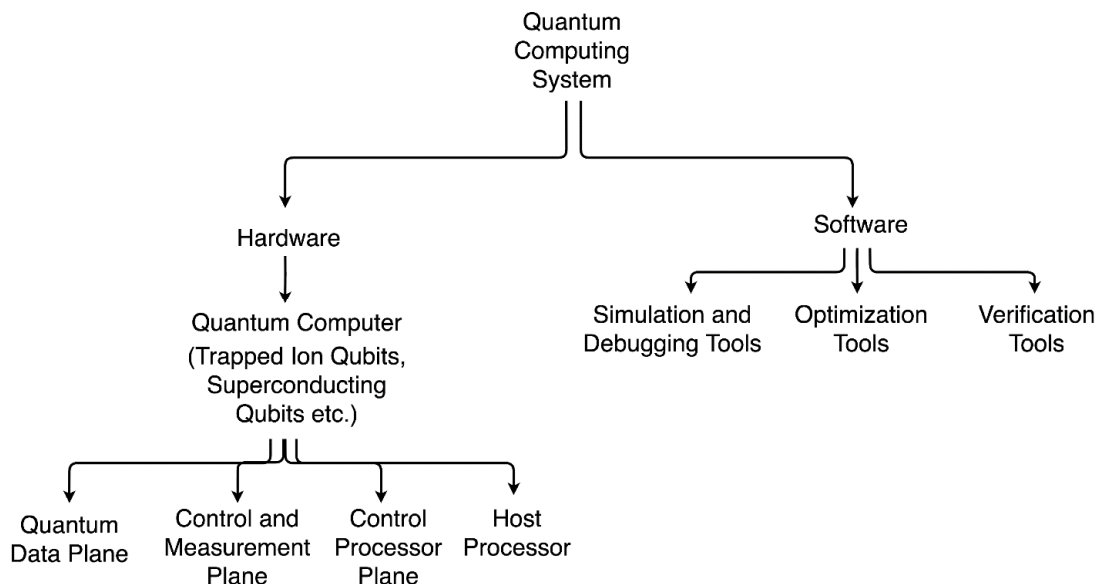 Quantum
Computing
System
Hardware
Software
Quantum Computer
(Trapped Ion Qubits,
Superconducting
Qubits etc.)
Simulation and
Debugging Tools
Optimization
Tools
Verification
Tools
Quantum
Data Plane
Control and
Measurement
Plane
Control
Processor
Plane
Host
Processor